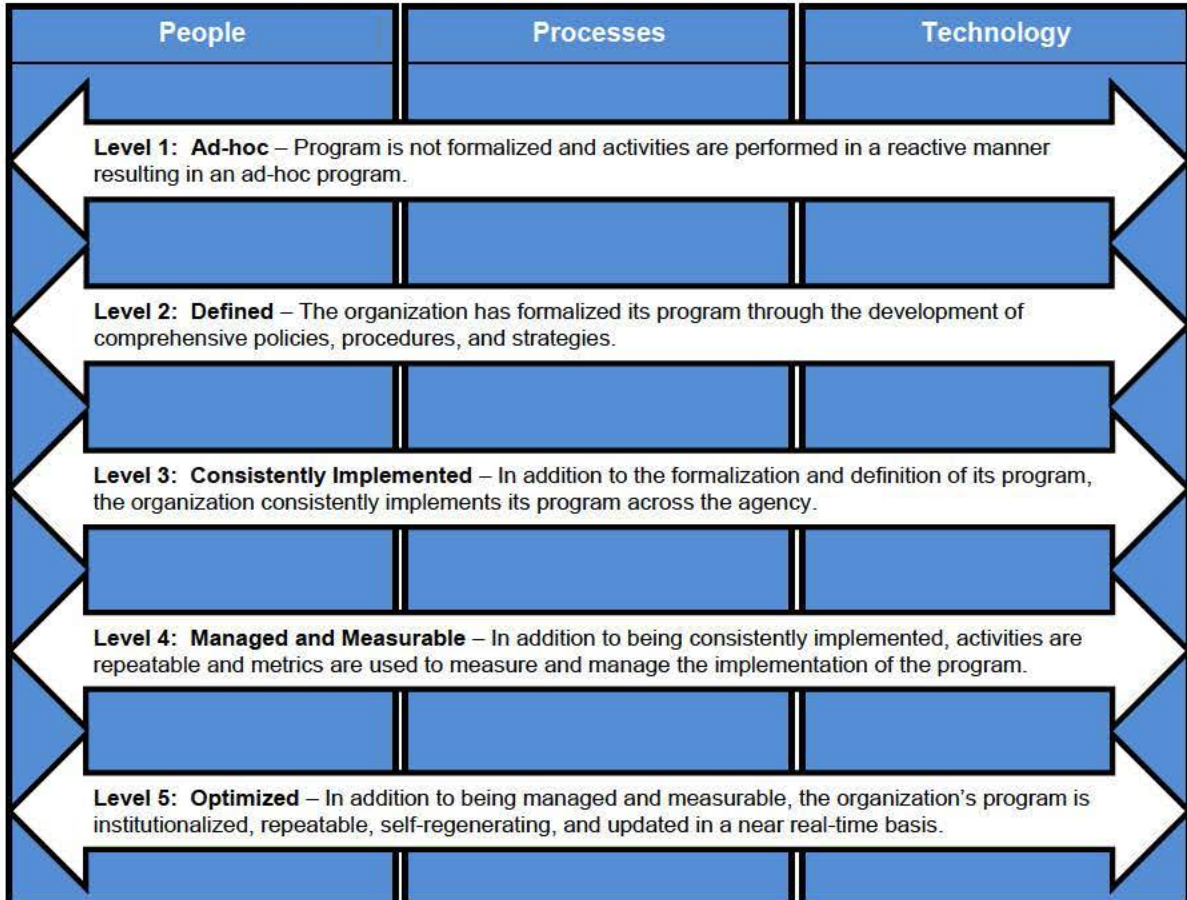 People
Processes
Technology
Level 1: Ad-hoc – Program is not formalized and activities are performed in a reactive manner
resulting in an ad-hoc program.
Level 2: Defined – The organization has formalized its program through the development of
comprehensive policies, procedures, and strategies.
Level 3: Consistently Implemented – In addition to the formalization and definition of its program,
the organization consistently implements its program across the agency.
Level 4: Managed and Measurable – In addition to being consistently implemented, activities are
repeatable and metrics are used to measure and manage the implementation of the program.
Level 5: Optimized – In addition to being managed and measurable, the organization’s program is
institutionalized, repeatable, self-regenerating, and updated in a near real-time basis.